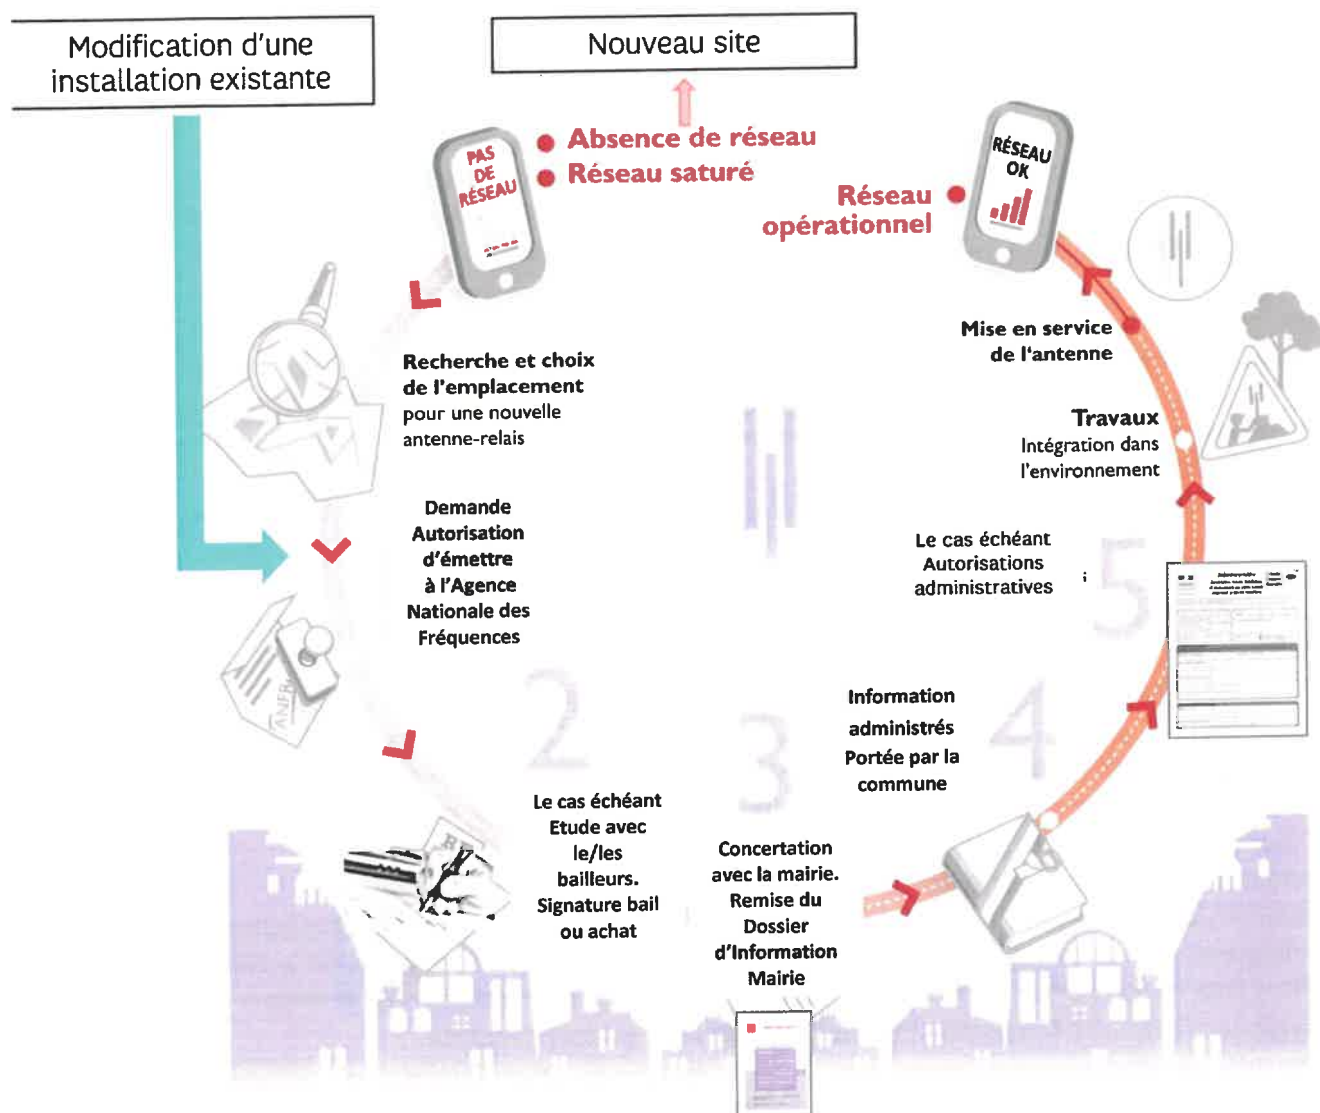 Modification d'une
installation existante
Nouveau site
Absence de réseau
Réseau saturé
PAS
DE
RÉSEAU
RÉSEAU
OK
Réseau
opérationnel
Recherche et choix
de l'emplacement
pour une nouvelle
antenne-relais
Demande
Autorisation
d'émettre
à l'Agence
Nationale des
Fréquences
ANFR
2
Le cas échéant
Etude avec
le/les
bailleurs.
Signature bail
ou achat
3
Concertation
avec la mairie.
Remise du
Dossier
d'Information
Mairie
4
Information
administrés
Portée par la
commune
5
Le cas échéant
Autorisations
administratives
Travaux
Intégration dans
l'environnement
Mise en service
de l'antenne